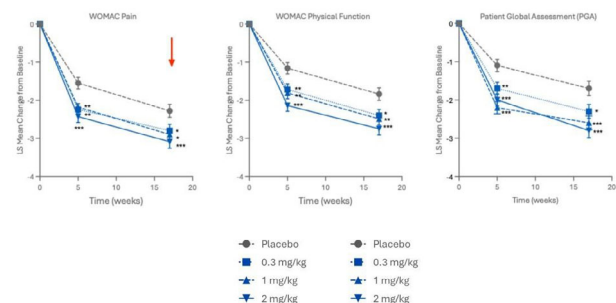 WOMAC Pain
WOMAC Physical Function
Patient Global Assessment (PGA)
LS Mean Change from Baseline
0
-1
-2
-3
-4
**
**
***
*
*
***
0
5
10
15
20
Time (weeks)
LS Mean Change from Baseline
0
-1
-2
-3
-4
**
**
***
*
**
***
0
5
10
15
20
Time (weeks)
LS Mean Change from Baseline
0
-1
-2
-3
-4
**
***
***
*
***
***
0
5
10
15
20
Time (weeks)
Placebo
0.3 mg/kg
1 mg/kg
2 mg/kg
Placebo
0.3 mg/kg
1 mg/kg
2 mg/kg